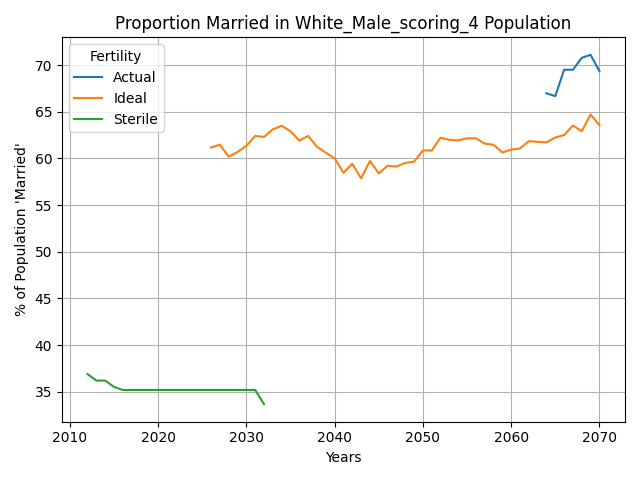 Proportion Married in White_Male_scoring_4 Population
Fertility
Actual
Ideal
Sterile
% of Population 'Married'
70
65
60
55
50
45
40
35
2010
2020
2030
2040
2050
2060
2070
Years